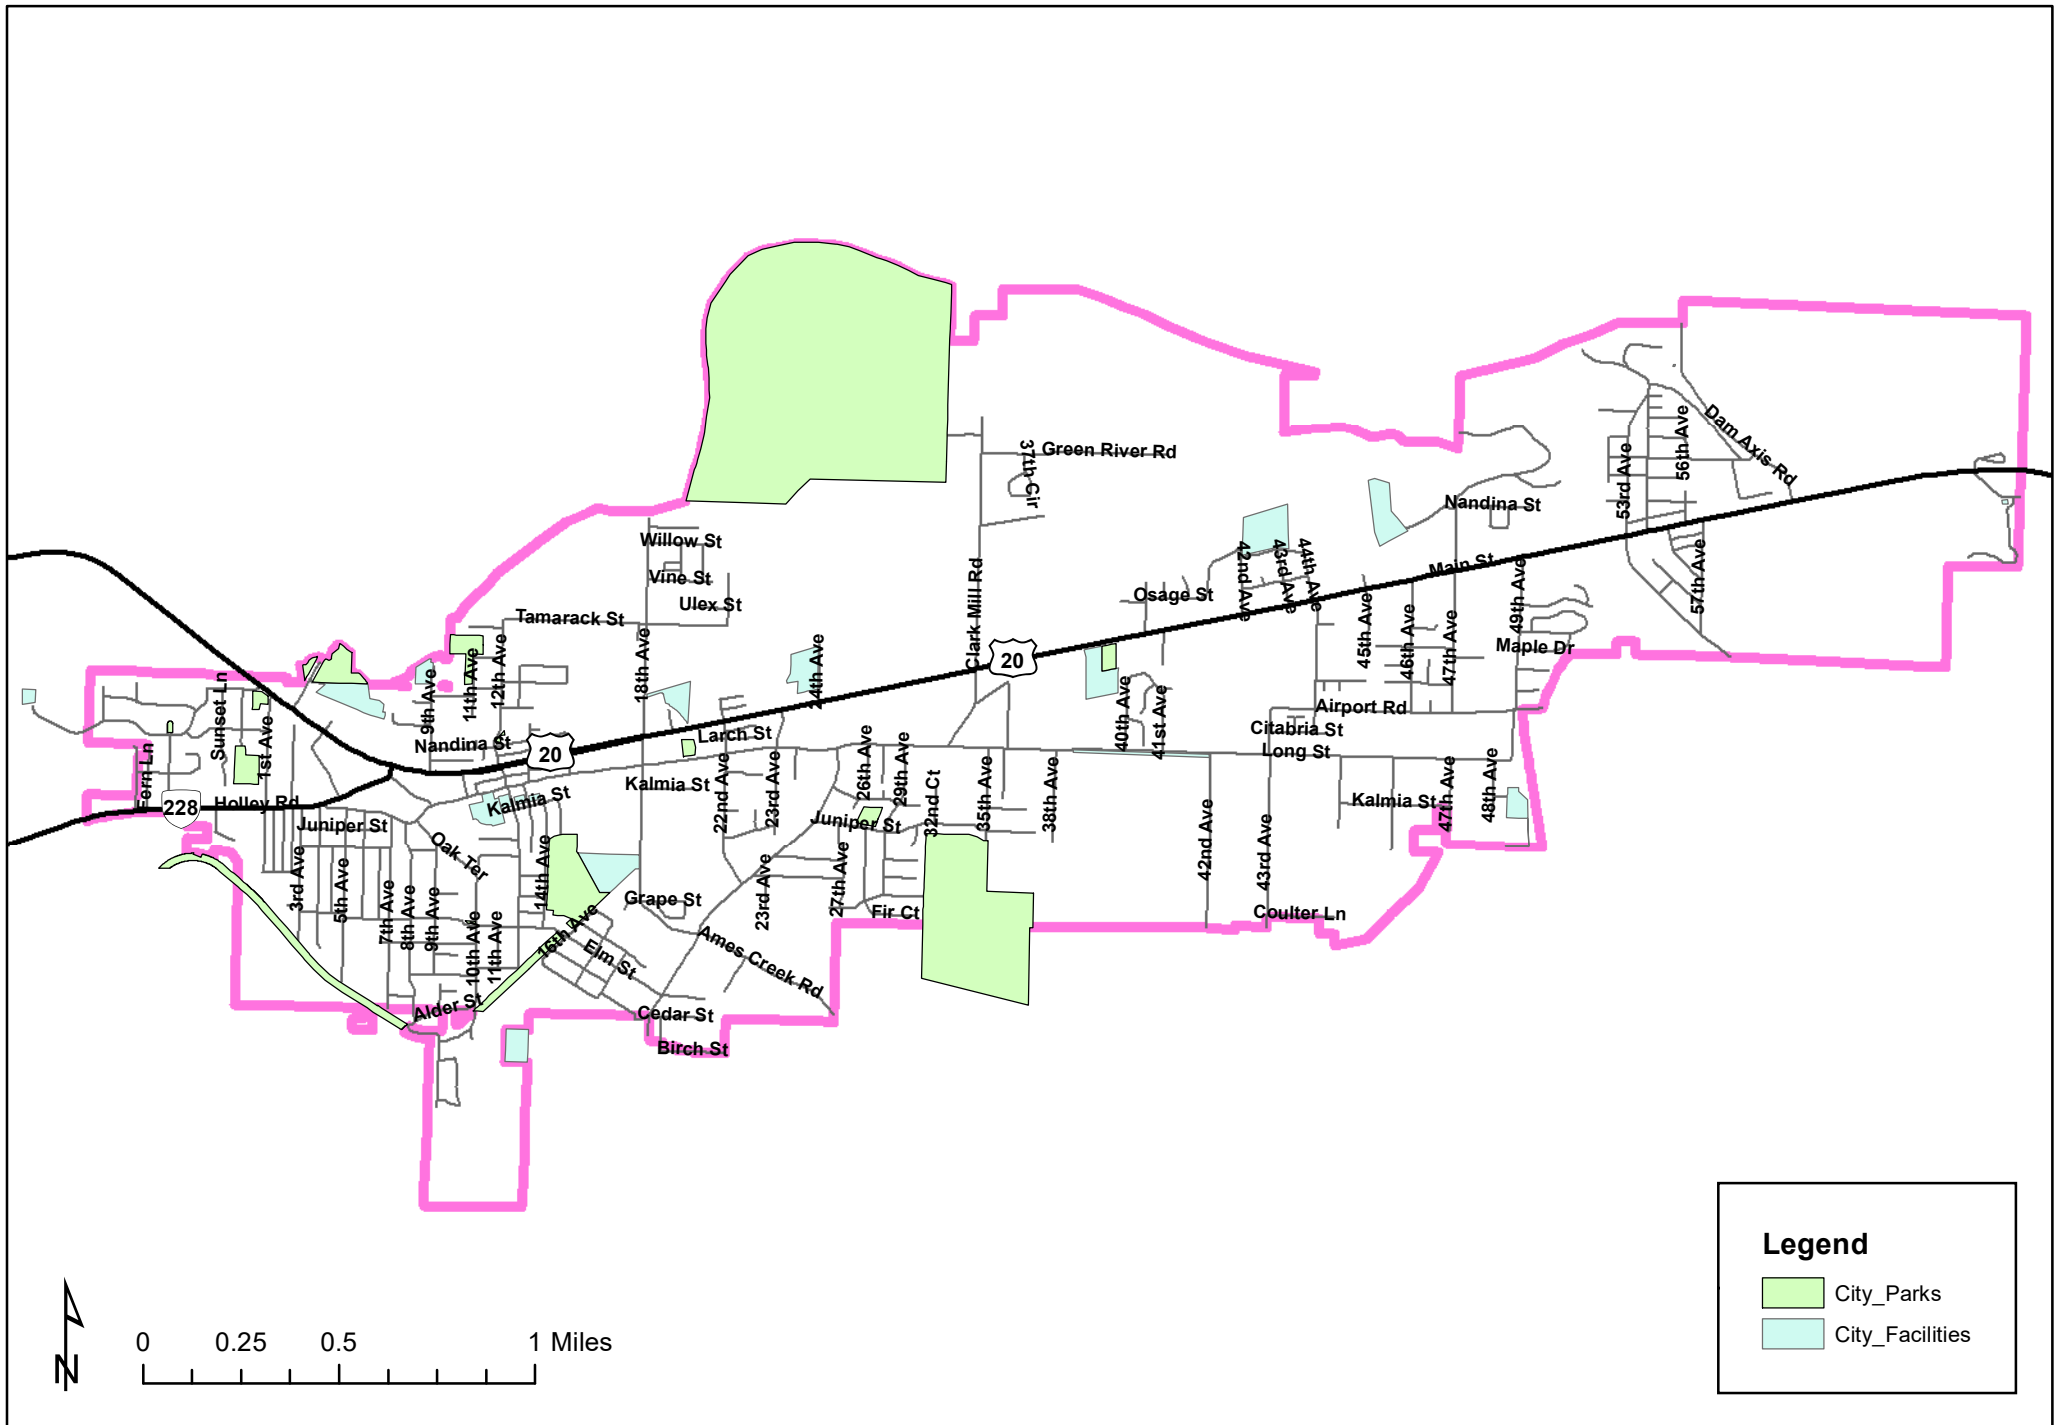 37th Cir
Green River Rd
Dam Axis Rd
56th Ave
53rd Ave
Nandina St
Willow St
Vine St
Ulex St
Tamarack St
Clark Mill Rd
Osage St
42nd Ave
43rd Ave
44th Ave
Main St
57th Ave
49th Ave
45th Ave
46th Ave
47th Ave
Maple Dr
20
18th Ave
24th Ave
12th Ave
11th Ave
9th Ave
Sunset Ln
1st Ave
Fern Ln
Nandina St
20
Larch St
40th Ave
41st Ave
Airport Rd
Citabria St
Long St
Kalmia St
22nd Ave
23rd Ave
26th Ave
29th Ave
32nd Ct
35th Ave
38th Ave
Kalmia St
47th Ave
48th Ave
228
Holley Rd
Kalmia St
Juniper St
Juniper St
Oak Ter
14th Ave
42nd Ave
43rd Ave
3rd Ave
5th Ave
7th Ave
8th Ave
9th Ave
10th Ave
11th Ave
16th Ave
Grape St
23rd Ave
27th Ave
Fir Ct
Coulter Ln
Elm St
Ames Creek Rd
Alder St
Cedar St
Birch St
Legend
City_Parks
City_Facilities
N
0 0.25 0.5 1 Miles